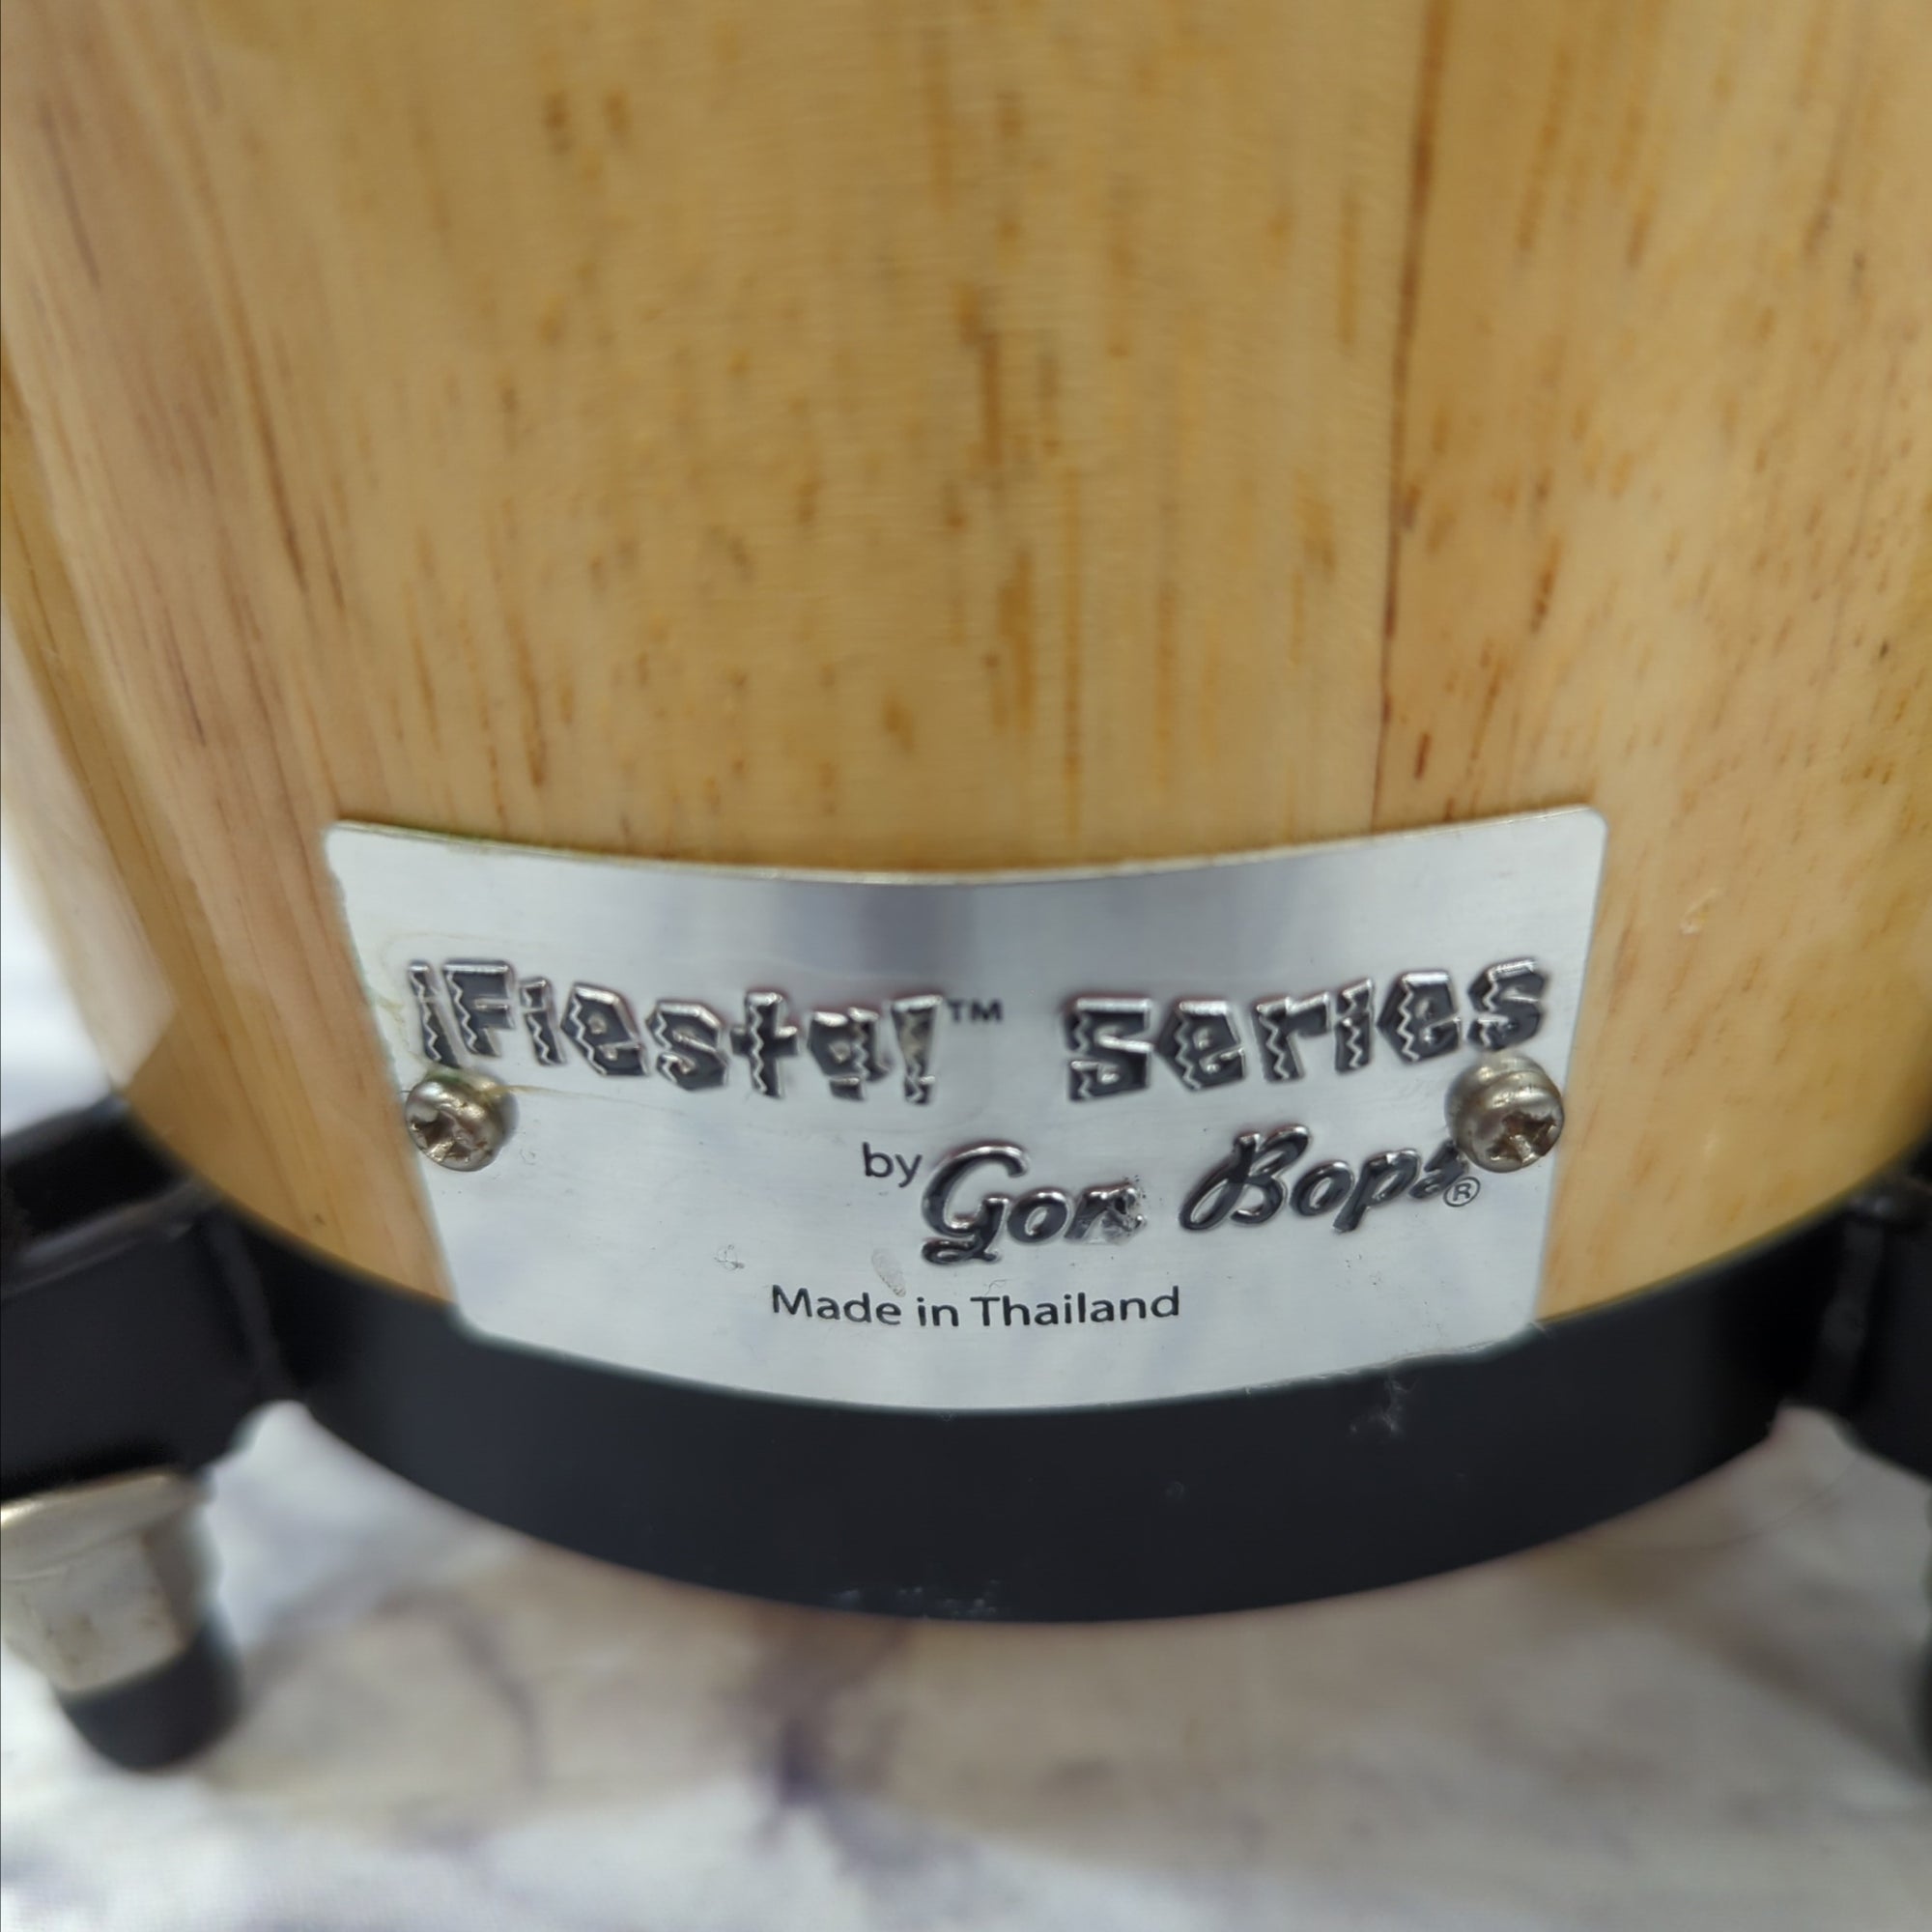 ¡Fiesta!™ Series
by Gon Bops®
Made in Thailand